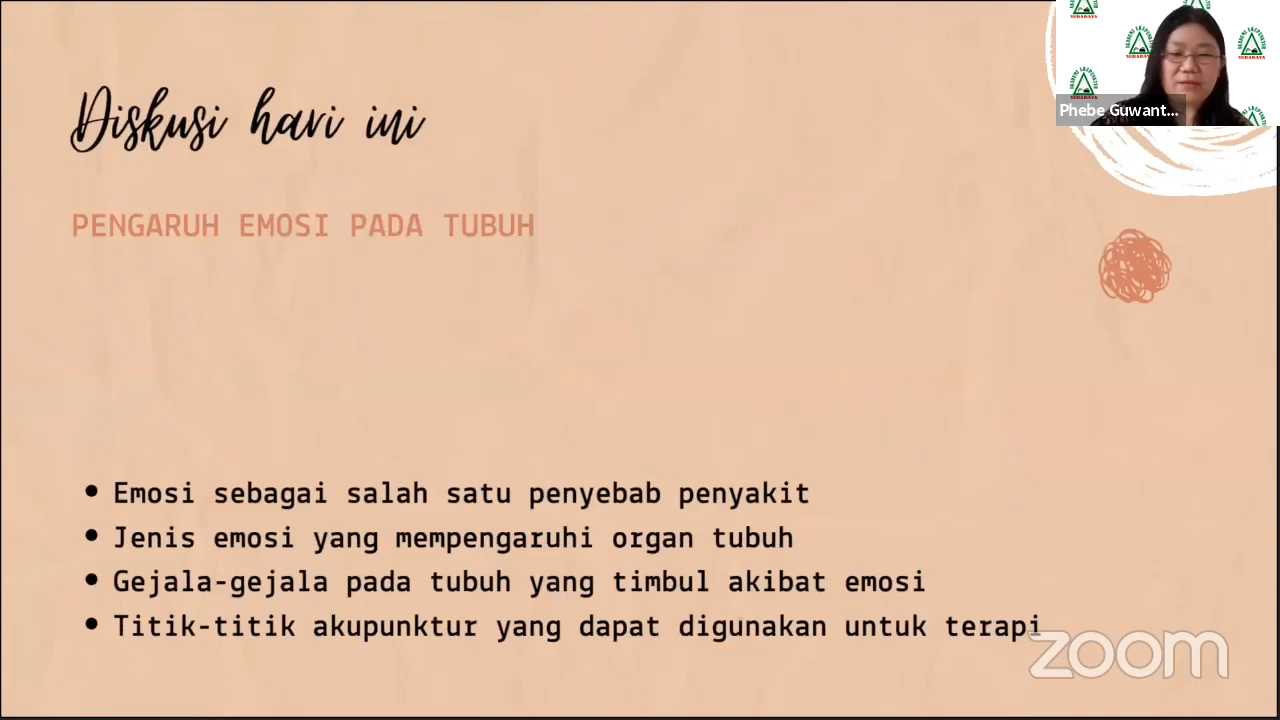 Diskusi hari ini
PENGARUH EMOSI PADA TUBUH
Phebe Guwant...
• Emosi sebagai salah satu penyebab penyakit
• Jenis emosi yang mempengaruhi organ tubuh
• Gejala-gejala pada tubuh yang timbul akibat emosi
• Titik-titik akupunktur yang dapat digunakan untuk terapi
zoom